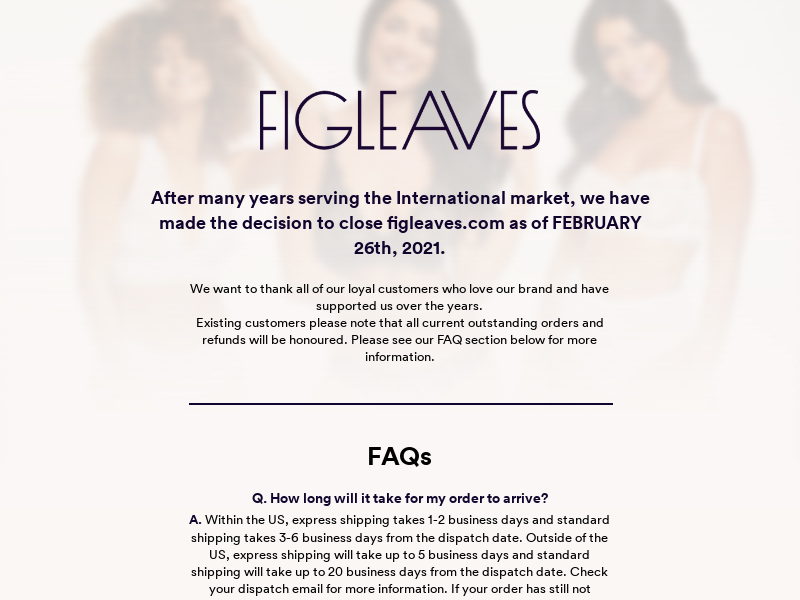 FIGLEAVES
After many years serving the International market, we have
made the decision to close figleaves.com as of FEBRUARY
26th, 2021.
We want to thank all of our loyal customers who love our brand and have
supported us over the years.
Existing customers please note that all current outstanding orders and
refunds will be honoured. Please see our FAQ section below for more
information.
FAQs
Q. How long will it take for my order to arrive?
A. Within the US, express shipping takes 1-2 business days and standard
shipping takes 3-6 business days from the dispatch date. Outside of the
US, express shipping will take up to 5 business days and standard
shipping will take up to 20 business days from the dispatch date. Check
your dispatch email for more information. If your order has still not